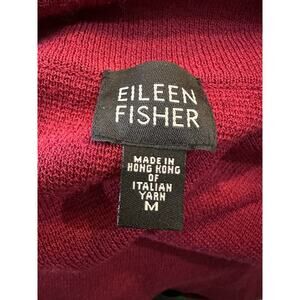 EILEEN
FISHER
MADE IN
HONG KONG
OF
ITALIAN
YARN
M